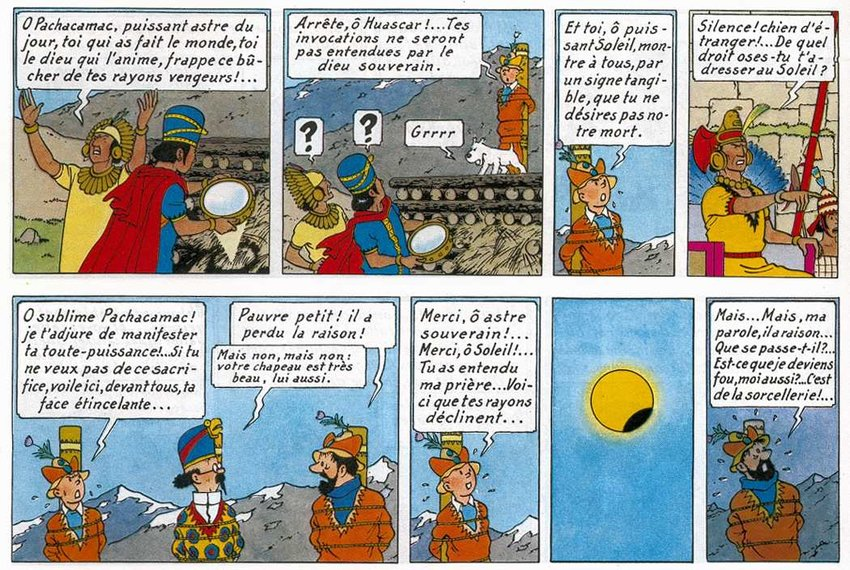 O Pachacamac, puissant astre du
jour, toi qui as fait le monde, toi
le dieu qui l'anime, frappe ce bû-
cher de tes rayons vengeurs!...
Arrête, ô Huascar!...Tes
invocations ne seront
pas entendues par le
dieu souverain.
?
?
Grrrr
Et toi, ô puis-
sant Soleil, mon-
tre à tous, par
un signe tangi-
ble, que tu ne
désires pas no-
tre mort.
Silence! chien d'é-
tranger!...De quel
droit oses-tu t'a-
dresser au Soleil?
O sublime Pachacamac!
je t'adjure de manifester
ta toute-puissance!...Si tu
ne veux pas de ce sacri-
fice, voile ici, devant tous, ta
face étincelante...
Pauvre petit! il a
perdu la raison!
Mais non, mais non:
votre chapeau est très
beau, lui aussi.
Merci, ô astre
souverain!...
Merci, ô Soleil!...
Tu as entendu
ma prière...Voi-
ci que tes rayons
déclinent...
Mais...Mais, ma
parole, il a raison...
Que se passe-t-il?...
Est-ce que je deviens
fou, moi aussi?...C'est
de la sorcellerie!...